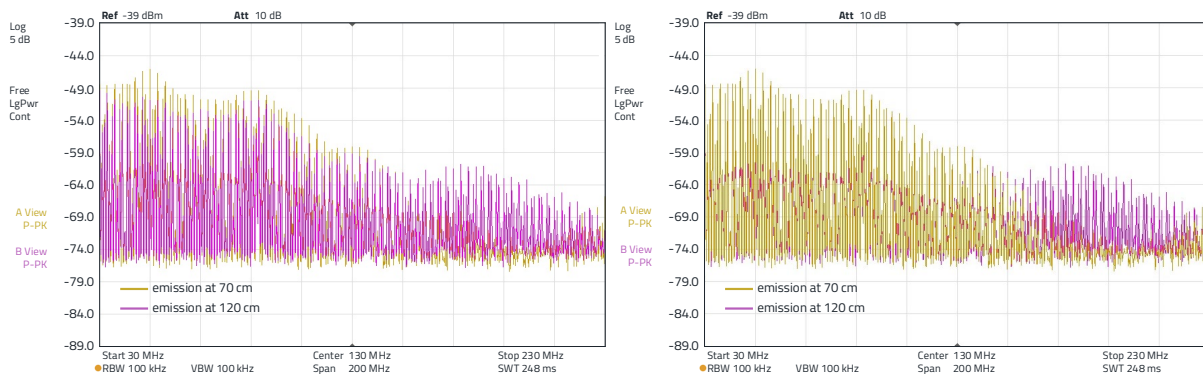 Ref -39 dBm Att 10 dB
Log
5 dB
Free
LgPwr
Cont
A View
P-PK
B View
P-PK
-39.0
-44.0
-49.0
-54.0
-59.0
-64.0
-69.0
-74.0
-79.0
-84.0
-89.0
emission at 70 cm
emission at 120 cm
Start 30 MHz Center 130 MHz Stop 230 MHz
RBW 100 kHz VBW 100 kHz Span 200 MHz SWT 248 ms
Ref -39 dBm Att 10 dB
Log
5 dB
Free
LgPwr
Cont
A View
P-PK
B View
P-PK
-39.0
-44.0
-49.0
-54.0
-59.0
-64.0
-69.0
-74.0
-79.0
-84.0
-89.0
emission at 70 cm
emission at 120 cm
Start 30 MHz Center 130 MHz Stop 230 MHz
RBW 100 kHz VBW 100 kHz Span 200 MHz SWT 248 ms